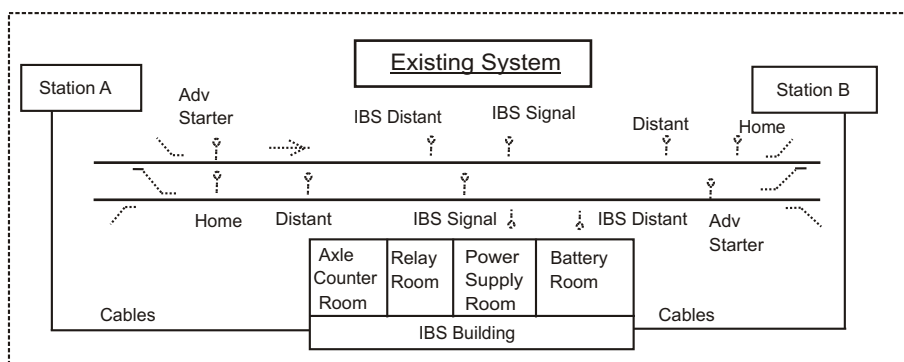 Existing System
Station A
Station B
Adv
Starter
IBS Distant
IBS Signal
Distant
Home
Home
Distant
IBS Signal
IBS Distant
Adv
Starter
Axle
Counter
Room
Relay
Room
Power
Supply
Room
Battery
Room
Cables
IBS Building
Cables